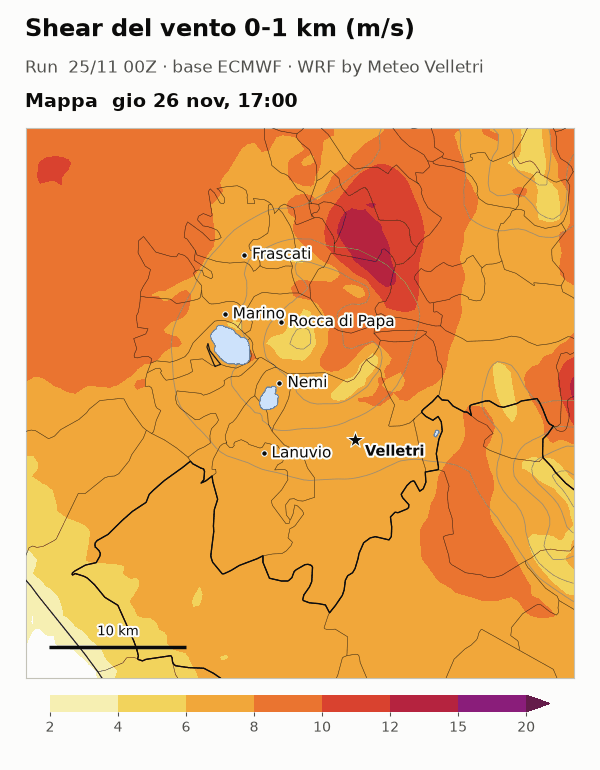 Shear del vento 0-1 km (m/s)
Run  25/11 00Z · base ECMWF · WRF by Meteo Velletri
Mappa  gio 26 nov, 17:00
Frascati
Marino
Rocca di Papa
Nemi
Velletri
Lanuvio
10 km
2 4 6 8 10 12 15 20